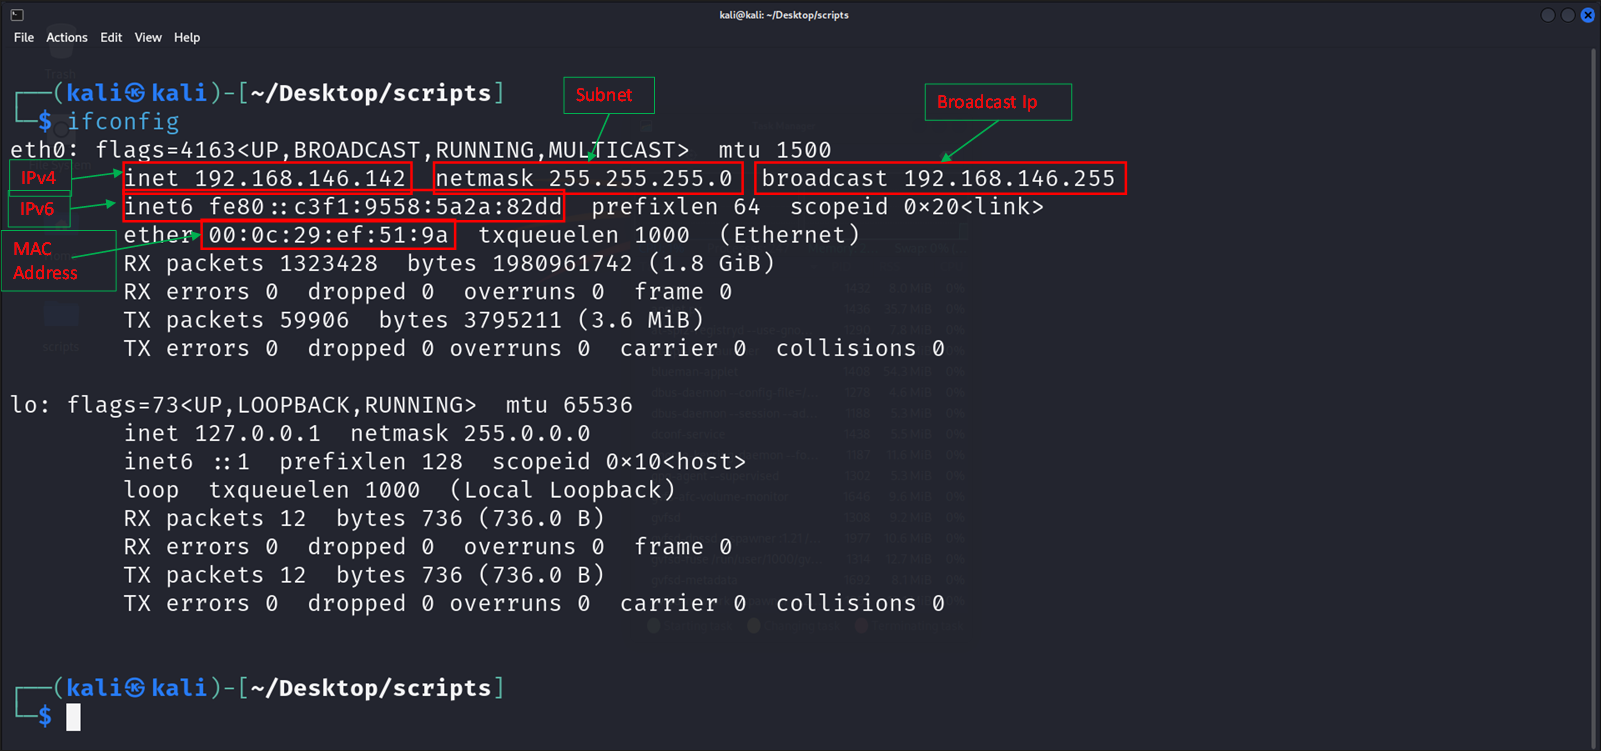 kali@kali: ~/Desktop/scripts
File Actions Edit View Help
┌──(kali㉿kali)-[~/Desktop/scripts]
└─$ ifconfig
Subnet
Broadcast Ip
eth0: flags=4163<UP,BROADCAST,RUNNING,MULTICAST>  mtu 1500
IPv4
inet 192.168.146.142  netmask 255.255.255.0  broadcast 192.168.146.255
IPv6
inet6 fe80::c3f1:9558:5a2a:82dd  prefixlen 64  scopeid 0×20<link>
MAC
Address
ether 00:0c:29:ef:51:9a  txqueuelen 1000  (Ethernet)
RX packets 1323428  bytes 1980961742 (1.8 GiB)
RX errors 0  dropped 0  overruns 0  frame 0
TX packets 59906  bytes 3795211 (3.6 MiB)
TX errors 0  dropped 0 overruns 0  carrier 0  collisions 0
lo: flags=73<UP,LOOPBACK,RUNNING>  mtu 65536
inet 127.0.0.1  netmask 255.0.0.0
inet6 ::1  prefixlen 128  scopeid 0×10<host>
loop  txqueuelen 1000  (Local Loopback)
RX packets 12  bytes 736 (736.0 B)
RX errors 0  dropped 0  overruns 0  frame 0
TX packets 12  bytes 736 (736.0 B)
TX errors 0  dropped 0 overruns 0  carrier 0  collisions 0
┌──(kali㉿kali)-[~/Desktop/scripts]
└─$